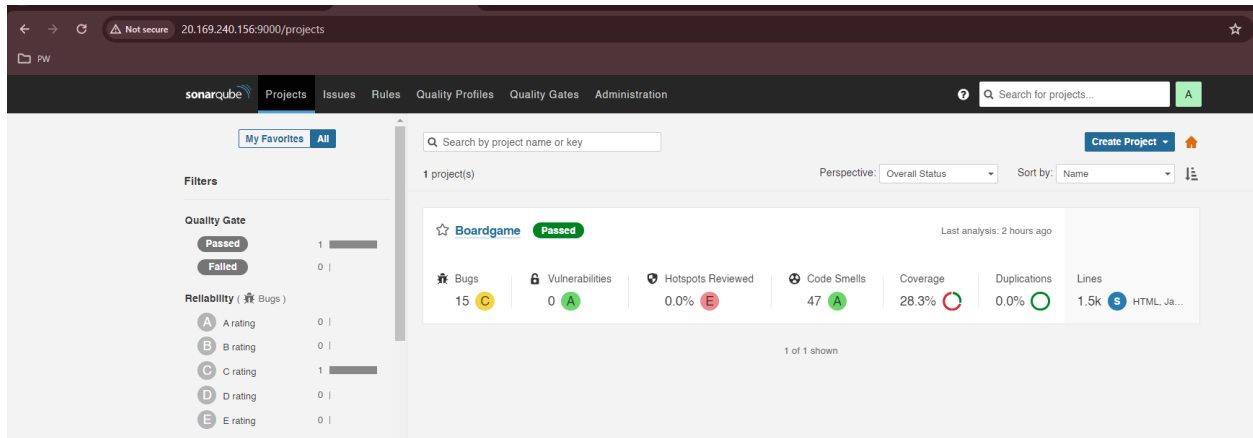 Not secure 20.169.240.156:9000/projects
PW
sonarqube Projects Issues Rules Quality Profiles Quality Gates Administration ? Search for projects... A
My Favorites All
Search by project name or key Create Project
1 project(s) Perspective: Overall Status Sort by: Name
Filters
Quality Gate
Passed 1
Failed 0
Reliability ( Bugs )
A A rating 0
B B rating 0
C C rating 1
D D rating 0
E E rating 0
Boardgame Passed Last analysis: 2 hours ago
Bugs Vulnerabilities Hotspots Reviewed Code Smells Coverage Duplications Lines
15 C 0 A 0.0% E 47 A 28.3% 0.0% 1.5k S HTML, Ja...
1 of 1 shown